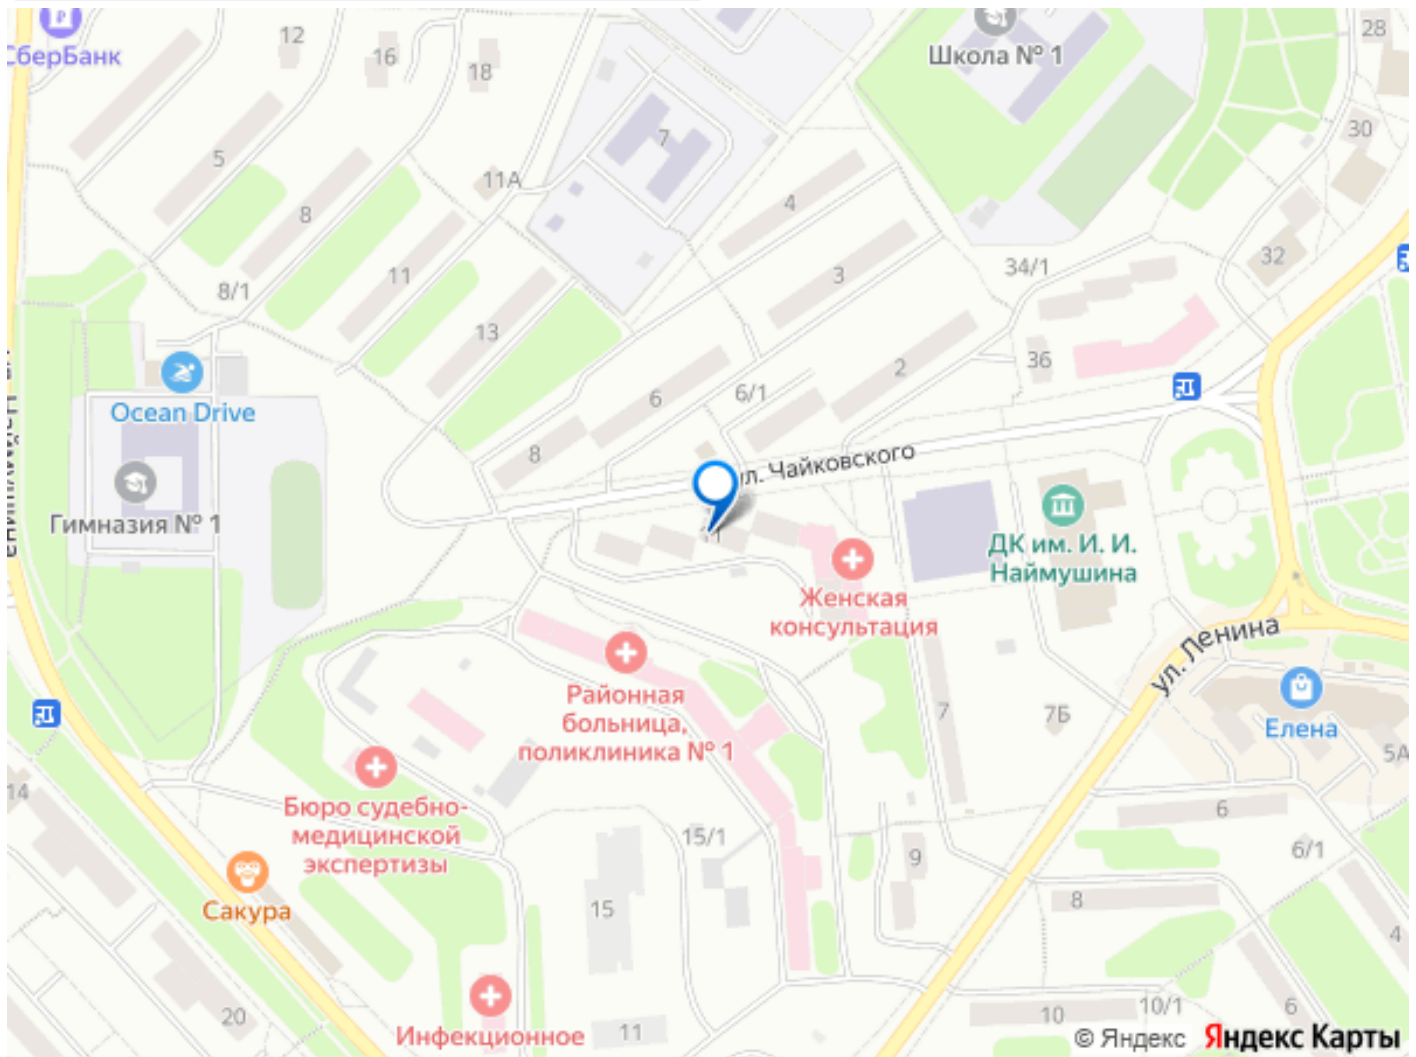 СберБанк
12
16
18
Школа № 1
28
5
7
30
8
11А
4
8/1
11
3
34/1
32
13
36
2
6/1
6
Ocean Drive
8
ул. Чайковского
Гимназия № 1
1
ДК им. И. И.
Наймушина
Женская
консультация
ул. Ленина
Районная
больница,
поликлиника № 1
7
7Б
Елена
5А
14
Бюро судебно-
медицинской
экспертизы
6
15/1
6/1
9
Сакура
15
8
4
20
Инфекционное
11
10
10/1
6
© Яндекс Яндекс Карты